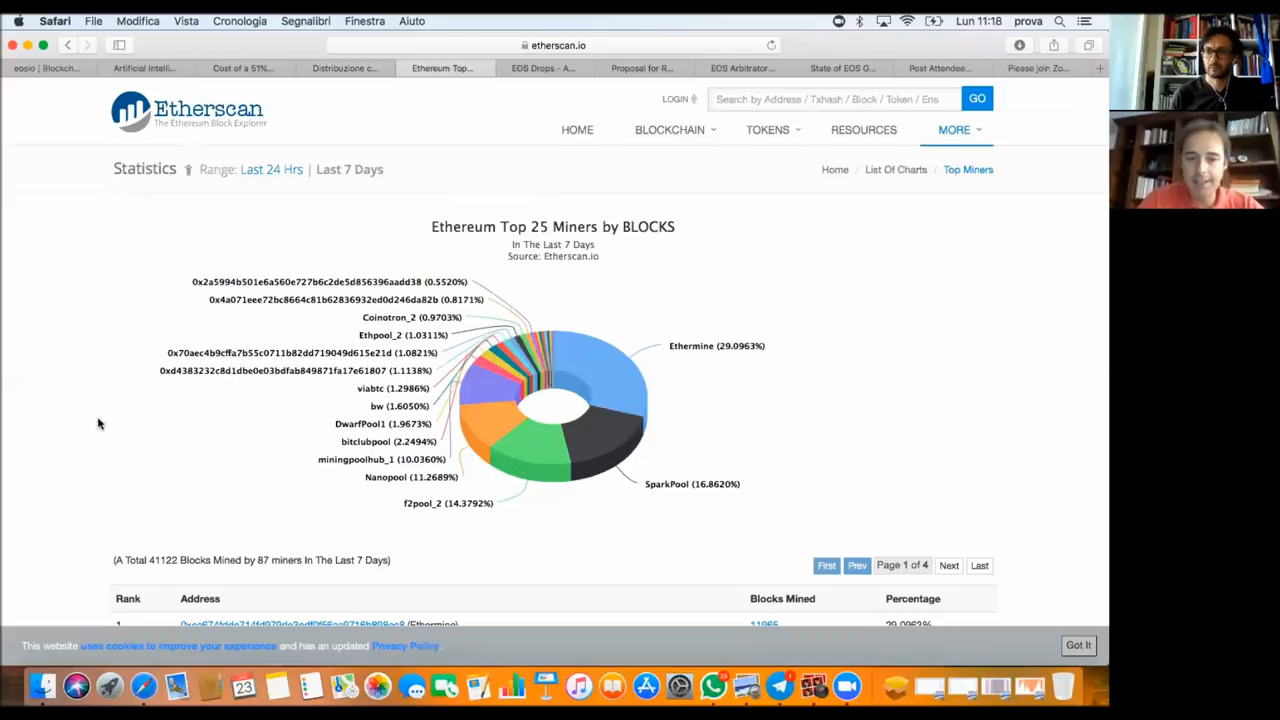 Safari File Modifica Vista Cronologia Segnalibri Finestra Aiuto Lun 11:18 prova
etherscan.io
eosio | Blockch... Artificial Intelli... Cost of a 51%... Distribuzione c... Ethereum Top... EOS Drops - A... Proposal for R... EOS Arbitrator... State of EOS G... Post Attendee... Please join Zo...
Etherscan
The Ethereum Block Explorer
LOGIN Search by Address / Txhash / Block / Token / Ens GO
HOME BLOCKCHAIN TOKENS RESOURCES MORE
Statistics Range: Last 24 Hrs | Last 7 Days Home / List Of Charts / Top Miners
Ethereum Top 25 Miners by BLOCKS
In The Last 7 Days
Source: Etherscan.io
0x2a5994b501e6a560e727b6c2de5d856396aadd38 (0.5520%)
0x4a071eee72bc8664c81b62836932ed0d246da82b (0.8171%)
Coinotron_2 (0.9703%)
Ethpool_2 (1.0311%)
0x70aec4b9cffa7b55c0711b82dd719049d615e21d (1.0821%)
0xd4383232c8d1dbe0e03bdfab849871fa17e61807 (1.1138%)
viabtc (1.2986%)
bw (1.6050%)
DwarfPool1 (1.9673%)
bitclubpool (2.2494%)
miningpoolhub_1 (10.0360%)
Nanopool (11.2689%)
f2pool_2 (14.3792%)
Ethermine (29.0963%)
SparkPool (16.8620%)
(A Total 41122 Blocks Mined by 87 miners In The Last 7 Days) First Prev Page 1 of 4 Next Last
Rank Address Blocks Mined Percentage
1 (Ethermine) 11965 29.0963%
This website uses cookies to improve your experience and has an updated Privacy Policy. Got It
23